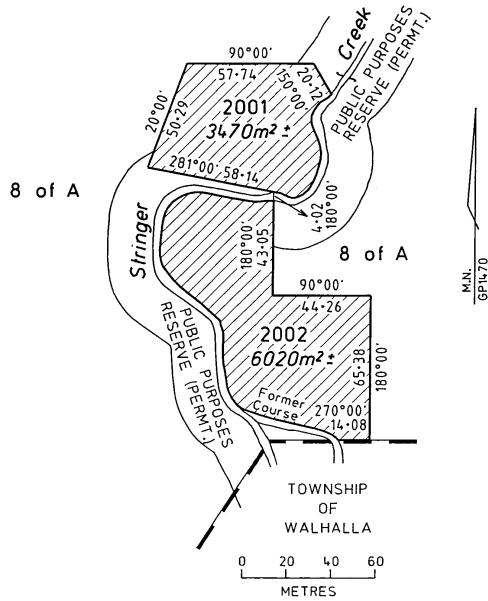 Creek
PUBLIC PURPOSES
RESERVE (PERMT.)
90°00'
57·74
20·12
150°00'
20°00'
50·29
2001
3470m² ±
281°00' 58·14
8 of A
4·02
180°00'
Stringer
180°00'
43·05
8 of A
M.N.
GP1470
90°00'
44·26
PUBLIC PURPOSES
RESERVE (PERMT.)
2002
6020m² ±
65·38
180°00'
Former
Course
270°00'
14·08
TOWNSHIP
OF
WALHALLA
0 20 40 60
METRES